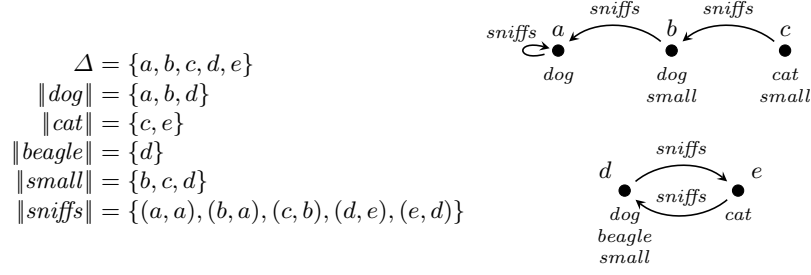 Δ = {a, b, c, d, e}
‖dog‖ = {a, b, d}
‖cat‖ = {c, e}
‖beagle‖ = {d}
‖small‖ = {b, c, d}
‖sniffs‖ = {(a, a), (b, a), (c, b), (d, e), (e, d)}
sniffs sniffs
sniffs a b c
dog dog cat
small small
sniffs
d e
sniffs
dog cat
beagle
small